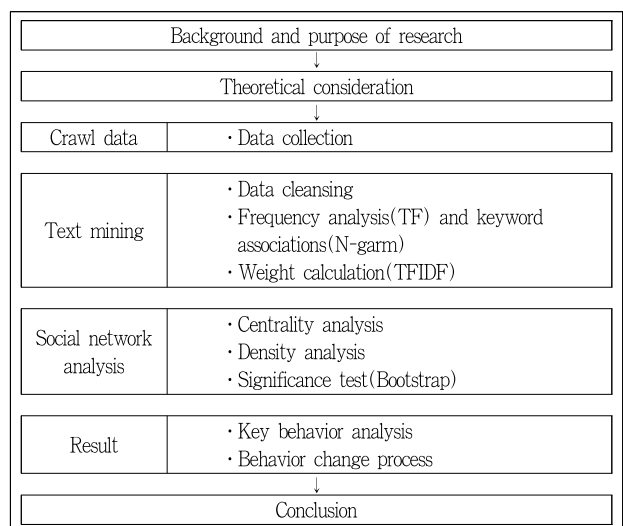 Background and purpose of research
↓
Theoretical consideration
↓
Crawl data
・Data collection
Text mining
・Data cleansing
・Frequency analysis(TF) and keyword
associations(N-garm)
・Weight calculation(TFIDF)
Social network
analysis
・Centrality analysis
・Density analysis
・Significance test(Bootstrap)
Result
・Key behavior analysis
・Behavior change process
↓
Conclusion